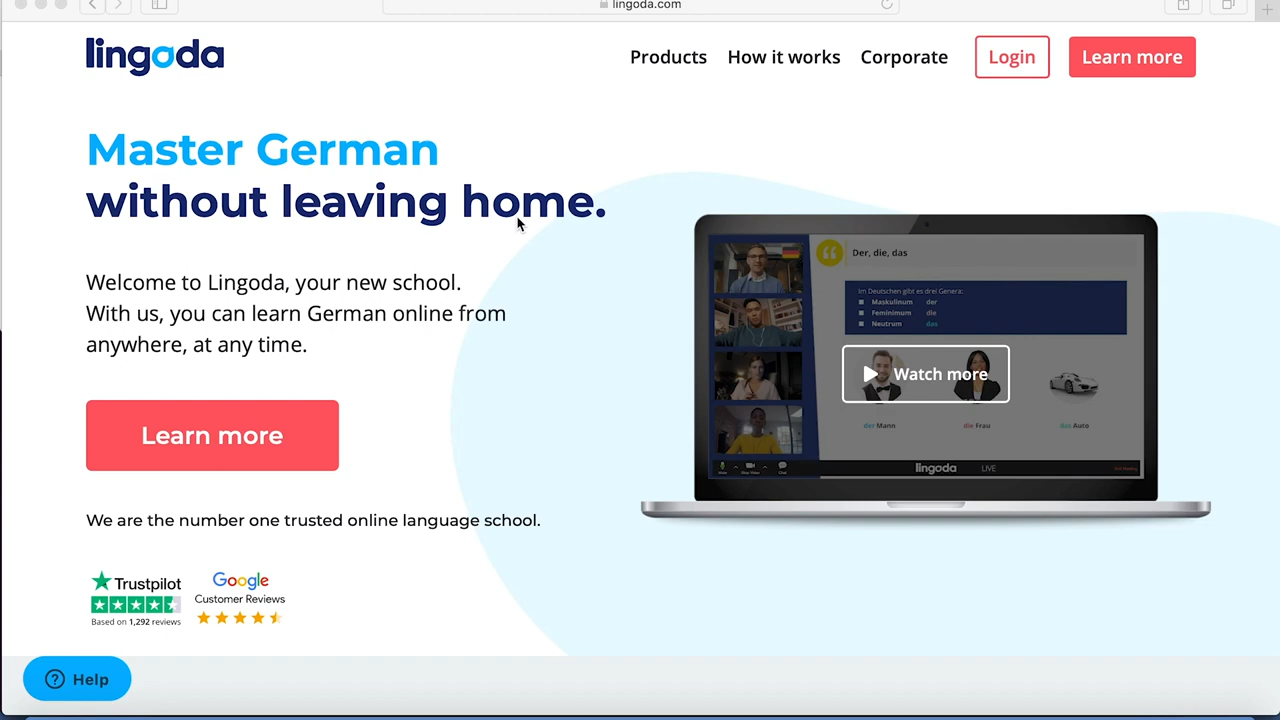 lingoda.com
lingoda
Products
How it works
Corporate
Login
Learn more
Master German
without leaving home.
Welcome to Lingoda, your new school.
With us, you can learn German online from
anywhere, at any time.
Learn more
We are the number one trusted online language school.
Trustpilot
Based on 1,292 reviews
Google
Customer Reviews
Help
Der, die, das
Im Deutschen gibt es drei Genera:
Maskulinum der
Feminimum die
Neutrum das
Watch more
der Mann
die Frau
das Auto
Stop Video
Chat
lingoda LIVE